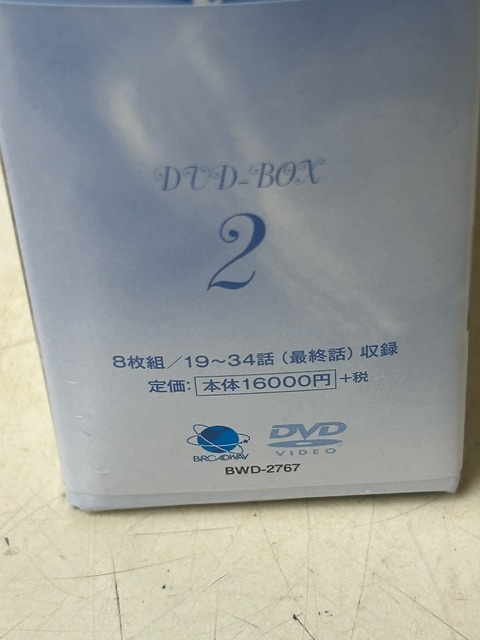 DVD-BOX
2
8枚組／19〜34話（最終話）収録
定価：本体16000円＋税
BROADWAY
DVD
VIDEO
BWD-2767